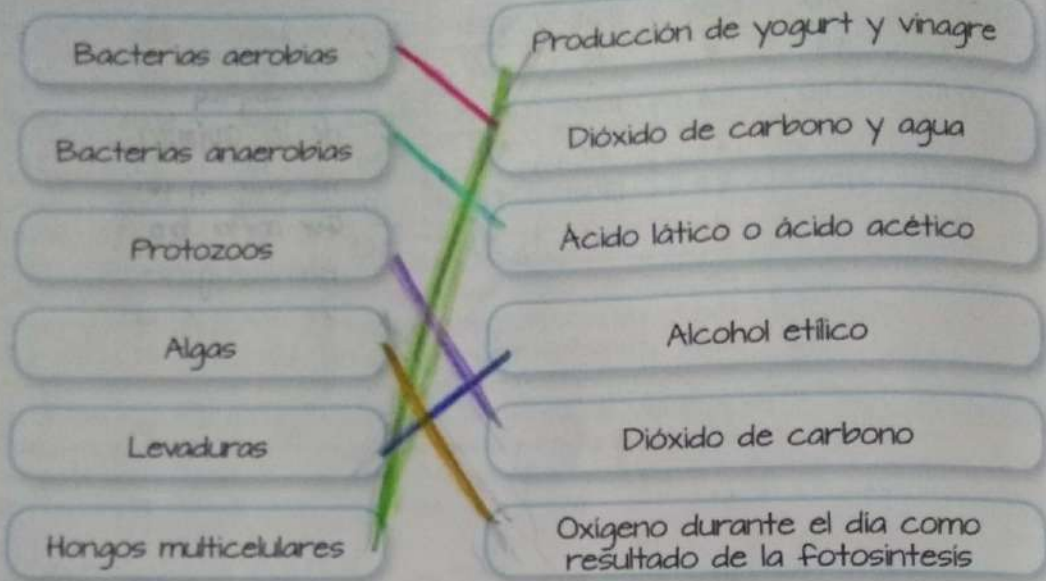 Bacterias aerobias
Bacterias anaerobias
Protozoos
Algas
Levaduras
Hongos multicelulares
Producción de yogurt y vinagre
Dióxido de carbono y agua
Ácido lático o ácido acético
Alcohol etílico
Dióxido de carbono
Oxígeno durante el día como
resultado de la fotosíntesis